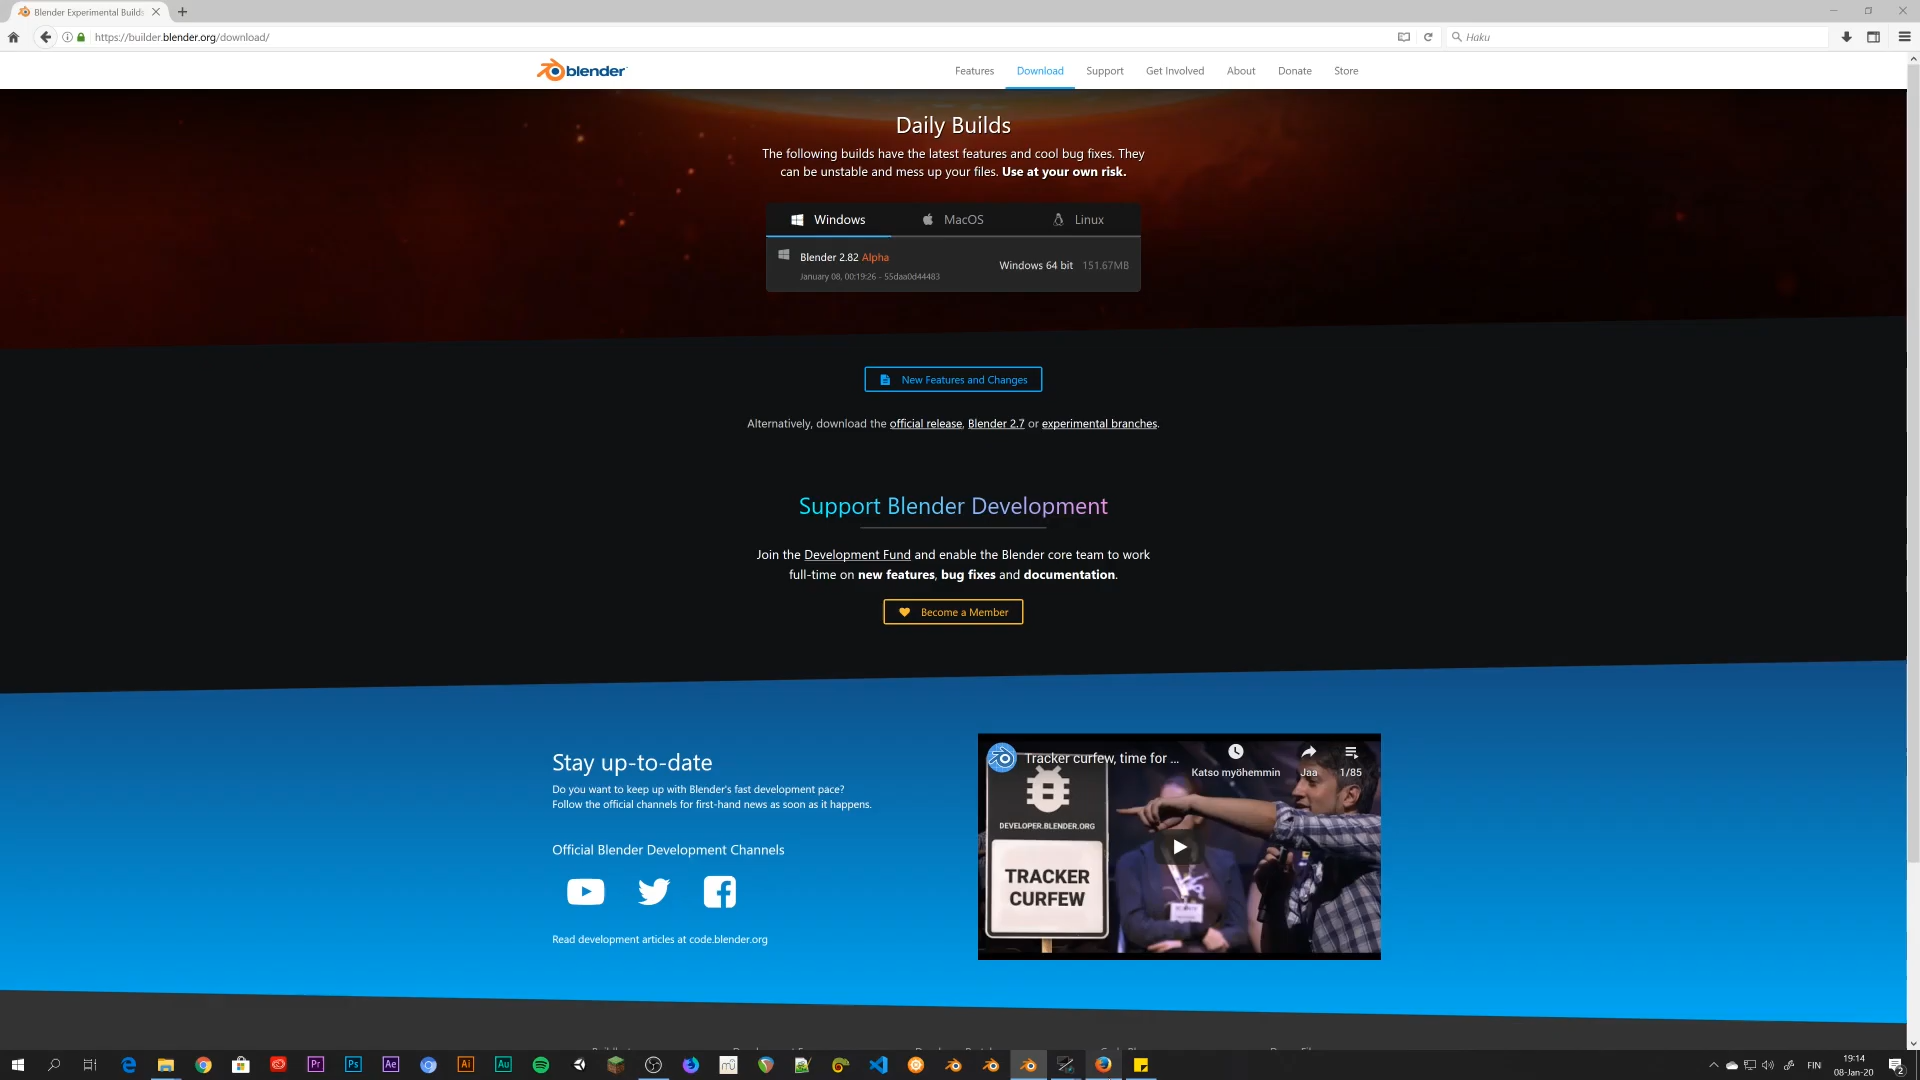 Blender Experimental Builds
https://builder.blender.org/download/
Haku
blender
Features
Download
Support
Get Involved
About
Donate
Store
Daily Builds
The following builds have the latest features and cool bug fixes. They
can be unstable and mess up your files. Use at your own risk.
Windows
MacOS
Linux
Blender 2.82 Alpha
January 08, 00:19:26 - 55daa0d44483
Windows 64 bit 151.67MB
New Features and Changes
Alternatively, download the official release, Blender 2.7 or experimental branches.
Support Blender Development
Join the Development Fund and enable the Blender core team to work
full-time on new features, bug fixes and documentation.
Become a Member
Stay up-to-date
Do you want to keep up with Blender's fast development pace?
Follow the official channels for first-hand news as soon as it happens.
Official Blender Development Channels
Read development articles at code.blender.org
Tracker curfew, time for ...
Katso myöhemmin
Jaa
1/85
DEVELOPER.BLENDER.ORG
TRACKER
CURFEW
Pr
Ps
Ae
Ai
Au
FIN
19:14
08-Jan-20
2